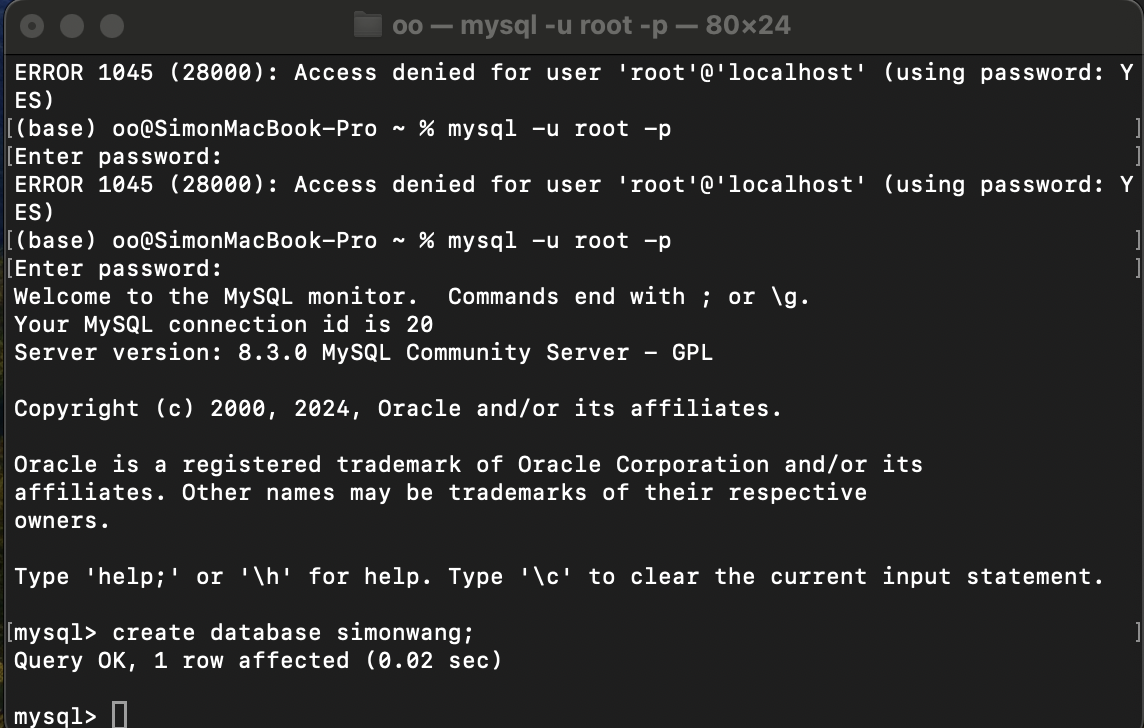 oo — mysql -u root -p — 80×24
ERROR 1045 (28000): Access denied for user 'root'@'localhost' (using password: Y
ES)
[(base) oo@SimonMacBook-Pro ~ % mysql -u root -p ]
[Enter password: ]
ERROR 1045 (28000): Access denied for user 'root'@'localhost' (using password: Y
ES)
[(base) oo@SimonMacBook-Pro ~ % mysql -u root -p ]
[Enter password: ]
Welcome to the MySQL monitor.  Commands end with ; or \g.
Your MySQL connection id is 20
Server version: 8.3.0 MySQL Community Server - GPL
Copyright (c) 2000, 2024, Oracle and/or its affiliates.
Oracle is a registered trademark of Oracle Corporation and/or its
affiliates. Other names may be trademarks of their respective
owners.
Type 'help;' or '\h' for help. Type '\c' to clear the current input statement.
[mysql> create database simonwang; ]
Query OK, 1 row affected (0.02 sec)
mysql>